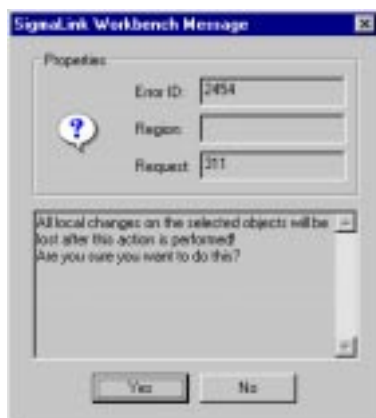 SigmaLink Workbench Message
Properties
Error ID: 2454
Region:
Request: 311
All local changes on the selected objects will be
lost after this action is performed!
Are you sure you want to do this?
Yes No